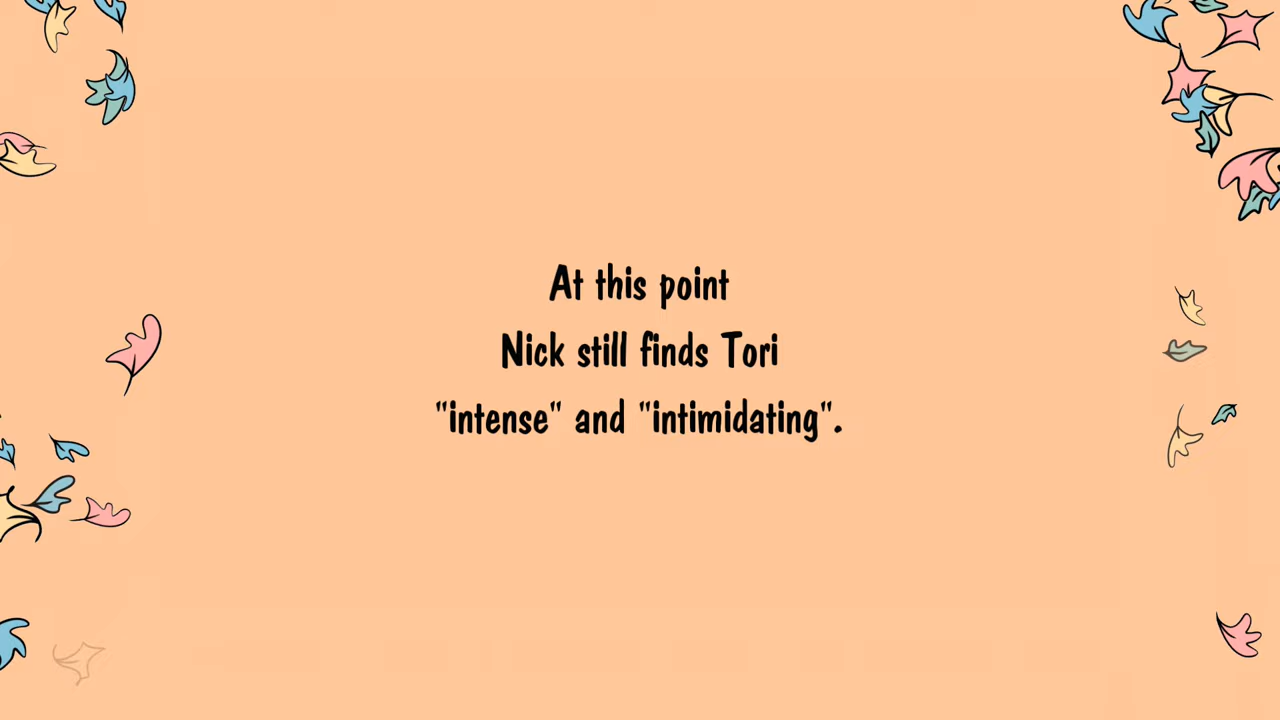 At this point
Nick still finds Tori
"intense" and "intimidating".